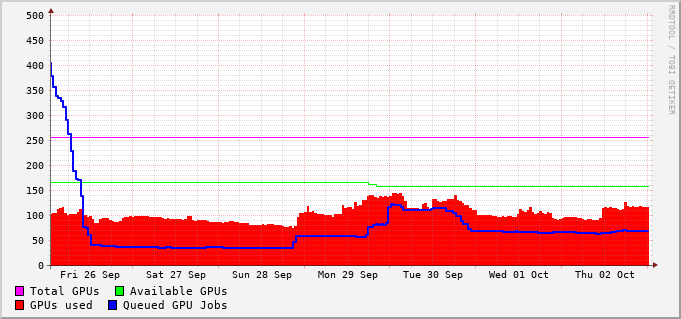 500
450
400
350
300
250
200
150
100
50
0
Fri 26 Sep Sat 27 Sep Sun 28 Sep Mon 29 Sep Tue 30 Sep Wed 01 Oct Thu 02 Oct
Total GPUs Available GPUs
GPUs used Queued GPU Jobs
RRDTOOL / TOBI OETIKER